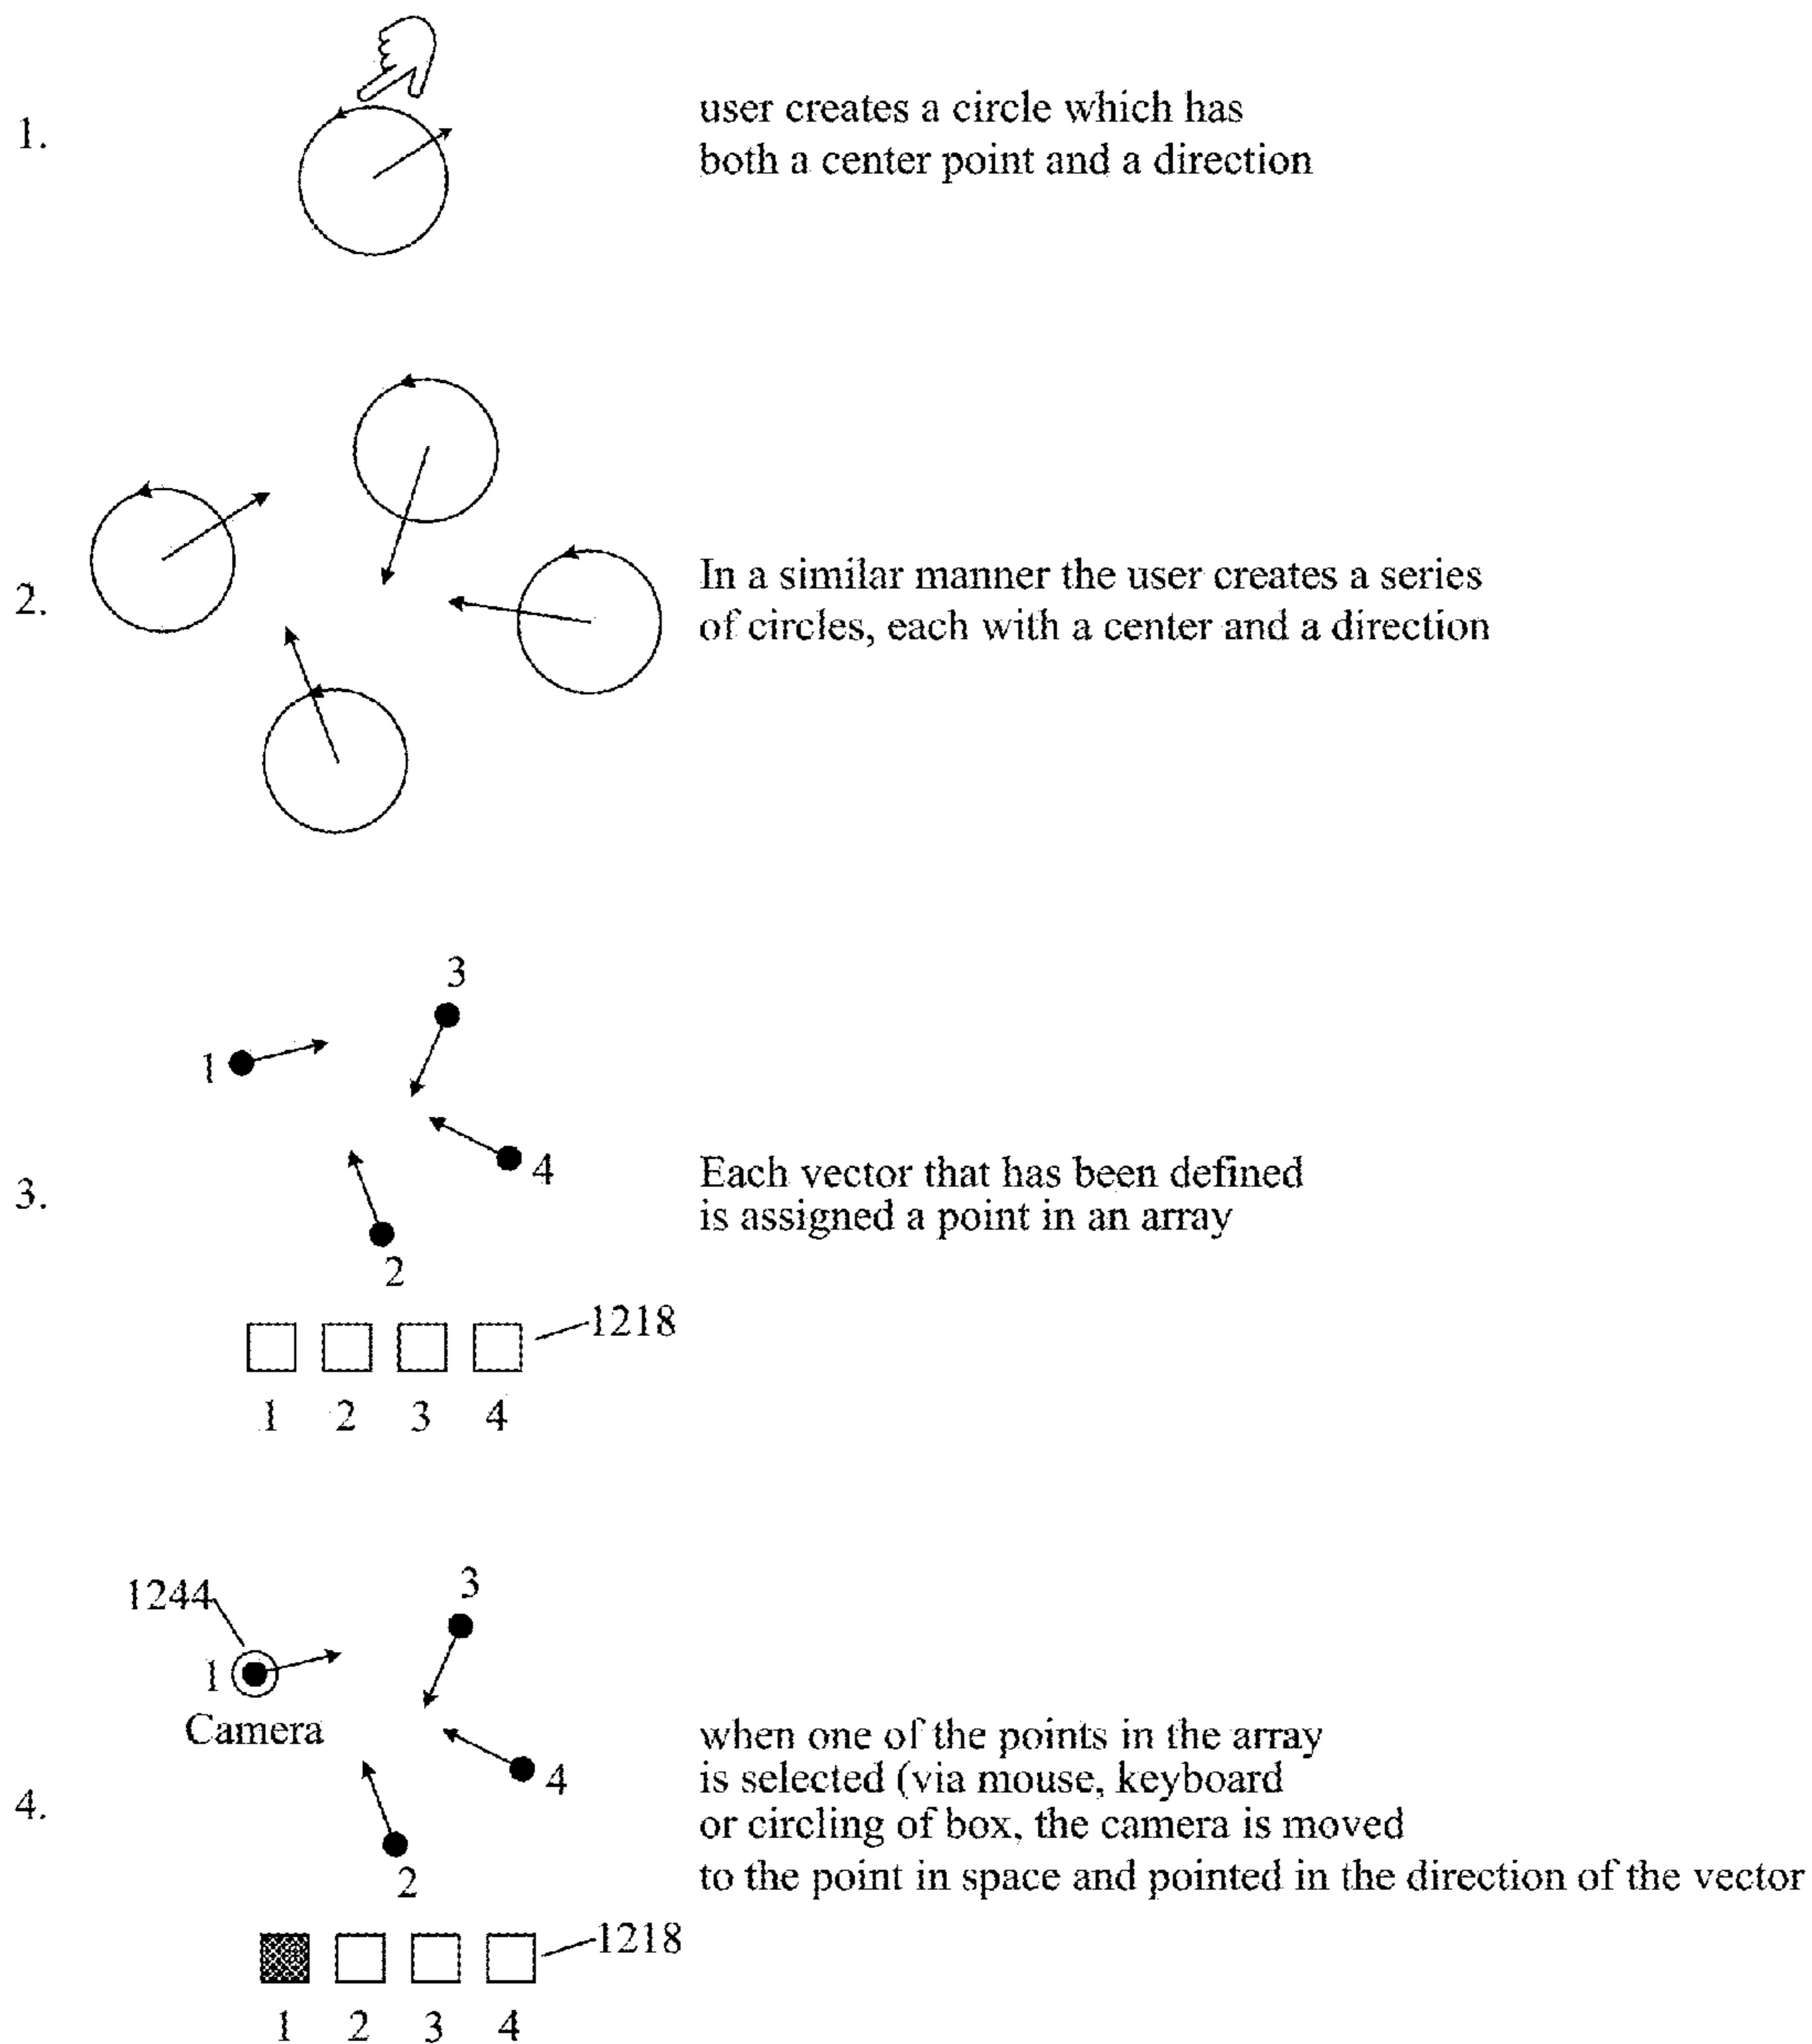 1.
user creates a circle which has
both a center point and a direction
2.
In a similar manner the user creates a series
of circles, each with a center and a direction
3
1
4
2
3.
Each vector that has been defined
is assigned a point in an array
1218
1 2 3 4
1244
3
1
Camera
4
2
4.
when one of the points in the array
is selected (via mouse, keyboard
or circling of box, the camera is moved
to the point in space and pointed in the direction of the vector
1218
1 2 3 4